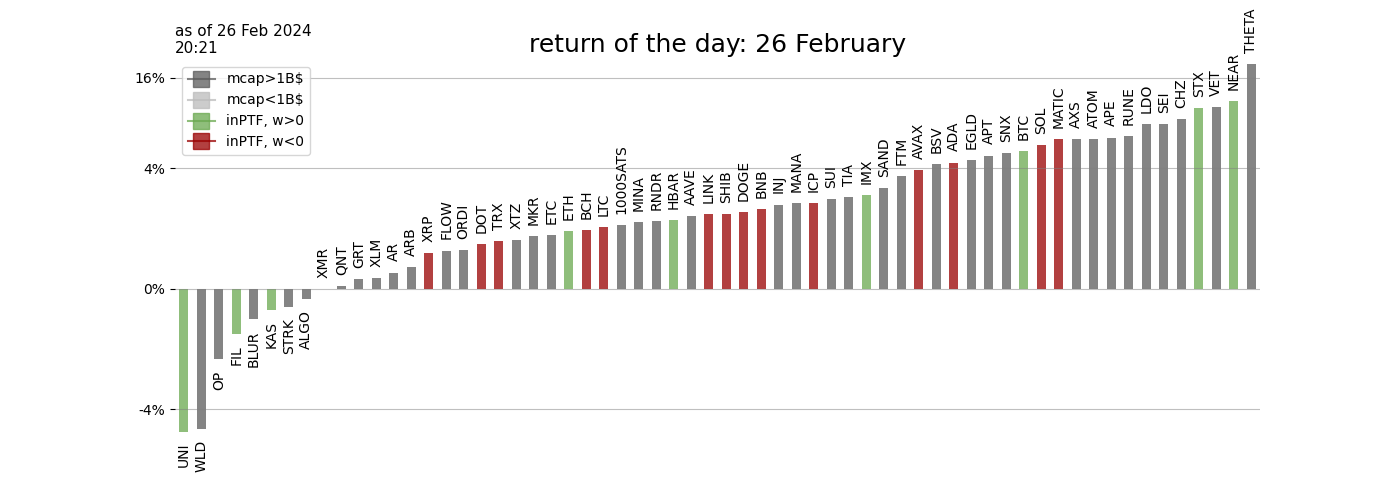 as of 26 Feb 2024
20:21
return of the day: 26 February
mcap>1B$
mcap<1B$
inPTF, w>0
inPTF, w<0
16%
4%
0%
-4%
UNI
WLD
OP
FIL
BLUR
KAS
STRK
ALGO
XMR
QNT
GRT
XLM
AR
ARB
XRP
FLOW
ORDI
DOT
TRX
XTZ
MKR
ETC
ETH
BCH
LTC
1000SATS
MINA
RNDR
HBAR
AAVE
LINK
SHIB
DOGE
BNB
INJ
MANA
ICP
SUI
TIA
IMX
SAND
FTM
AVAX
BSV
ADA
EGLD
APT
SNX
BTC
SOL
MATIC
AXS
ATOM
APE
RUNE
LDO
SEI
CHZ
STX
VET
NEAR
THETA